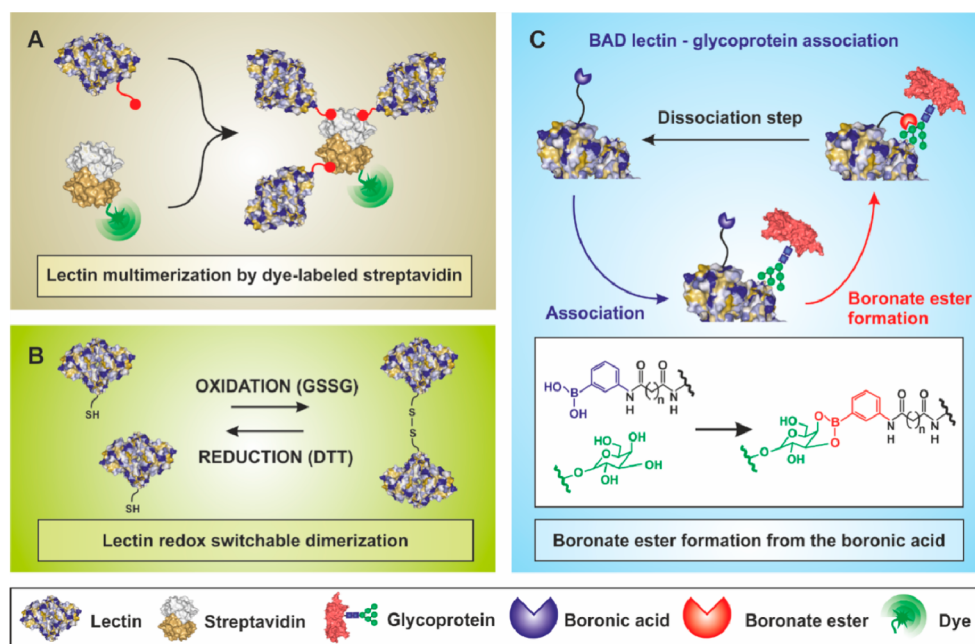 A
Lectin multimerization by dye-labeled streptavidin
B
SH
SH
OXIDATION (GSSG)
REDUCTION (DTT)
S
S
Lectin redox switchable dimerization
C
BAD lectin - glycoprotein association
Dissociation step
Association
Boronate ester
formation
HO
B
OH
N
H
O
O
n
N
H
HO
OH
O
OH
OH
HO
O
OH
O
B
O
N
H
O
O
n
N
H
Boronate ester formation from the boronic acid
Lectin
Streptavidin
Glycoprotein
Boronic acid
Boronate ester
Dye